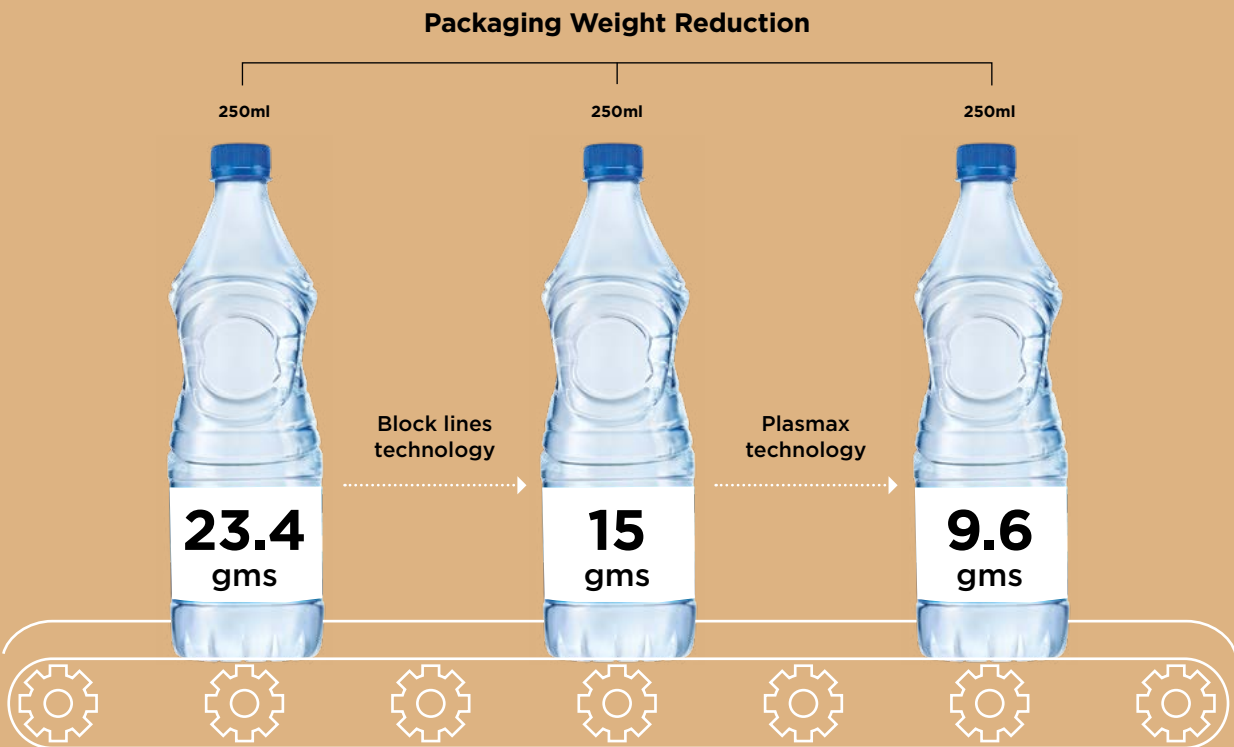 Packaging Weight Reduction
250ml
250ml
250ml
Block lines
technology
Plasmax
technology
23.4
gms
15
gms
9.6
gms